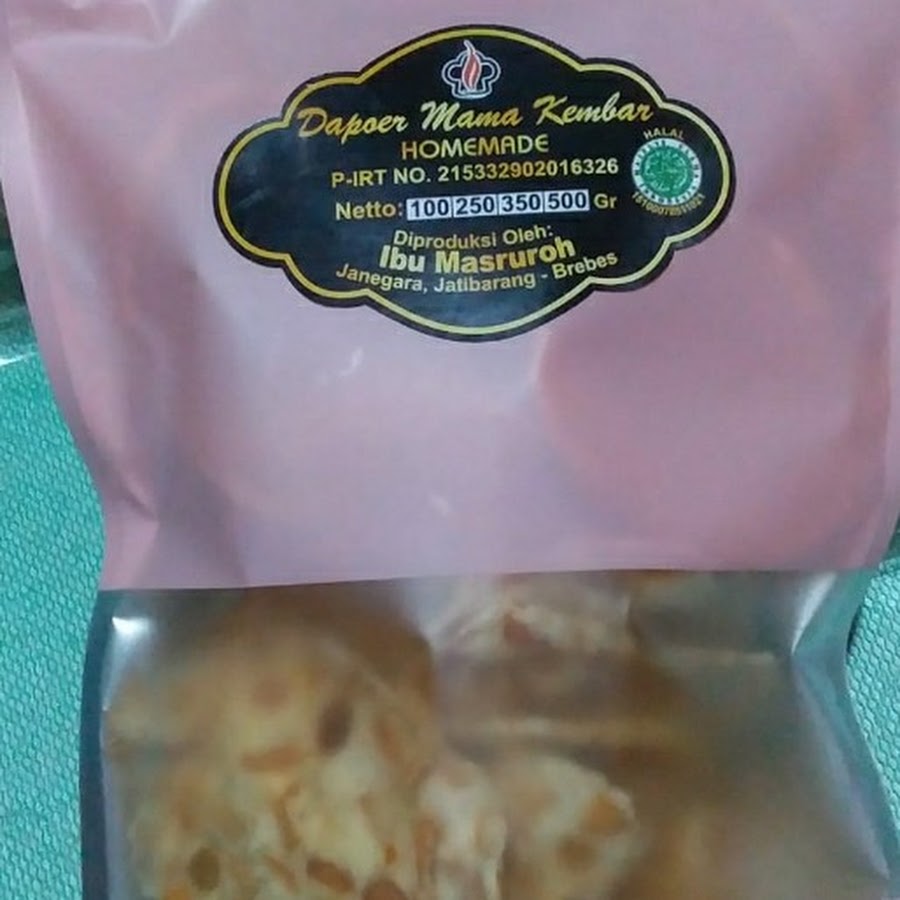 Dapoer Mama Kembar
HOMEMADE
HALAL
P-IRT NO. 215332902016326
Netto: 100 250 350 500 Gr
Diproduksi Oleh:
Ibu Masruroh
Janegara, Jatibarang - Brebes